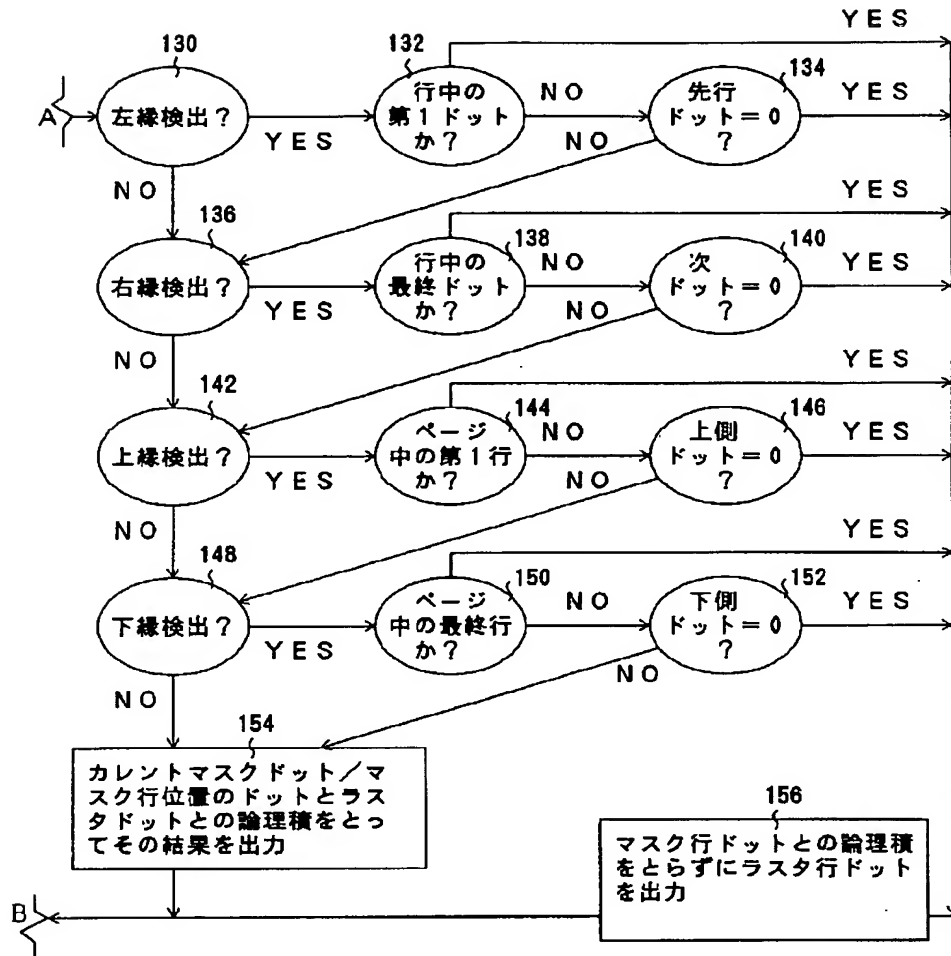 YES
130
132
134
A
左縁検出？
行中の
第１ドット
か？
先行
ドット＝０
？
YES
NO
YES
NO
NO
YES
136
138
140
右縁検出？
行中の
最終ドット
か？
次
ドット＝０
？
YES
NO
YES
NO
NO
YES
142
144
146
上縁検出？
ページ
中の第１行
か？
上側
ドット＝０
？
YES
NO
YES
NO
NO
YES
148
150
152
下縁検出？
ページ
中の最終行
か？
下側
ドット＝０
？
YES
NO
YES
NO
NO
154
カレントマスクドット／マ
スク行位置のドットとラス
タドットとの論理積をとっ
てその結果を出力
156
マスク行ドットとの論理積
をとらずにラスタ行ドット
を出力
B